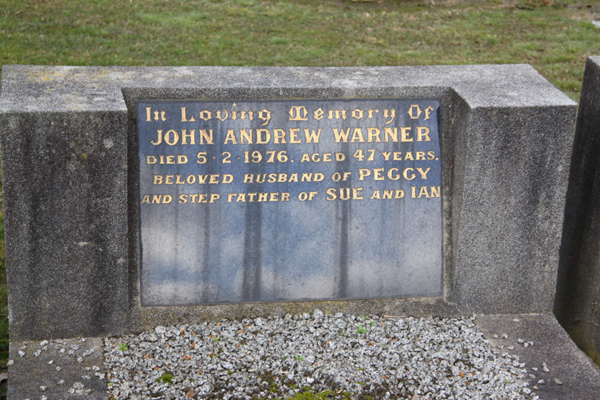 In Loving Memory Of
JOHN ANDREW WARNER
DIED 5·2·1976. AGED 47 YEARS.
BELOVED HUSBAND OF PEGGY
AND STEP FATHER OF SUE AND IAN